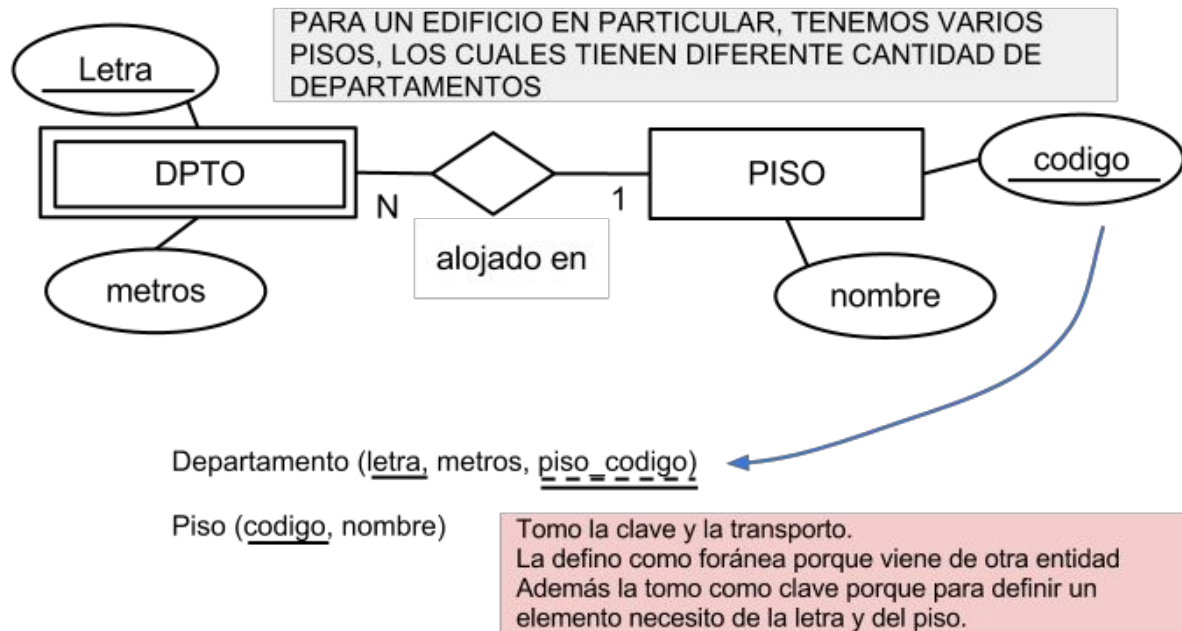 PARA UN EDIFICIO EN PARTICULAR, TENEMOS VARIOS
PISOS, LOS CUALES TIENEN DIFERENTE CANTIDAD DE
DEPARTAMENTOS
Letra
DPTO
N
1
PISO
codigo
alojado en
metros
nombre
Departamento (letra, metros, piso_codigo)
Piso (codigo, nombre)
Tomo la clave y la transporto.
La defino como foránea porque viene de otra entidad
Además la tomo como clave porque para definir un
elemento necesito de la letra y del piso.